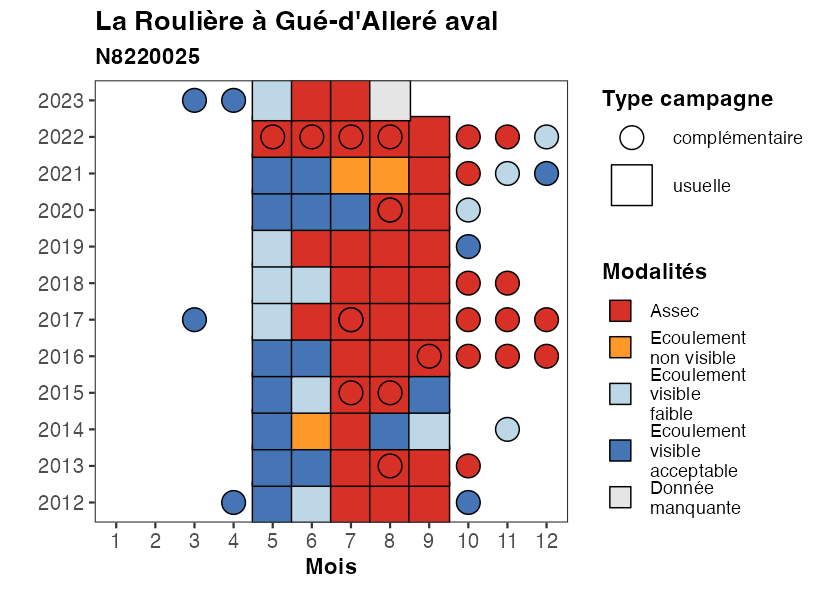 La Roulière à Gué-d'Alleré aval
N8220025
2023
2022
2021
2020
2019
2018
2017
2016
2015
2014
2013
2012
1 2 3 4 5 6 7 8 9 10 11 12
Mois
Type campagne
complémentaire
usuelle
Modalités
Assec
Ecoulement
non visible
Ecoulement
visible
faible
Ecoulement
visible
acceptable
Donnée
manquante